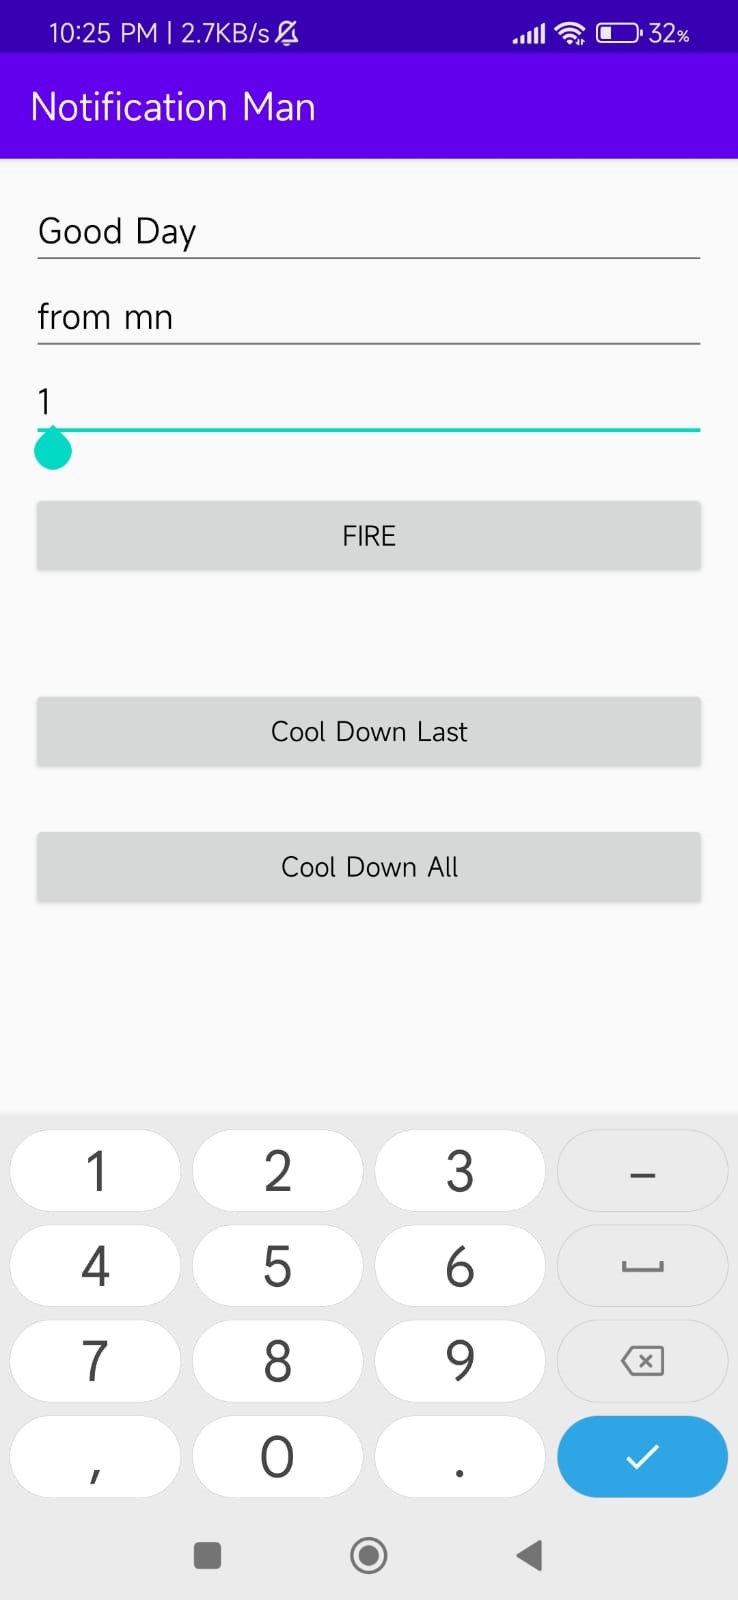 10:25 PM | 2.7KB/s 32%
Notification Man
Good Day
from mn
1
FIRE
Cool Down Last
Cool Down All
1 2 3 –
4 5 6
7 8 9
, 0 .